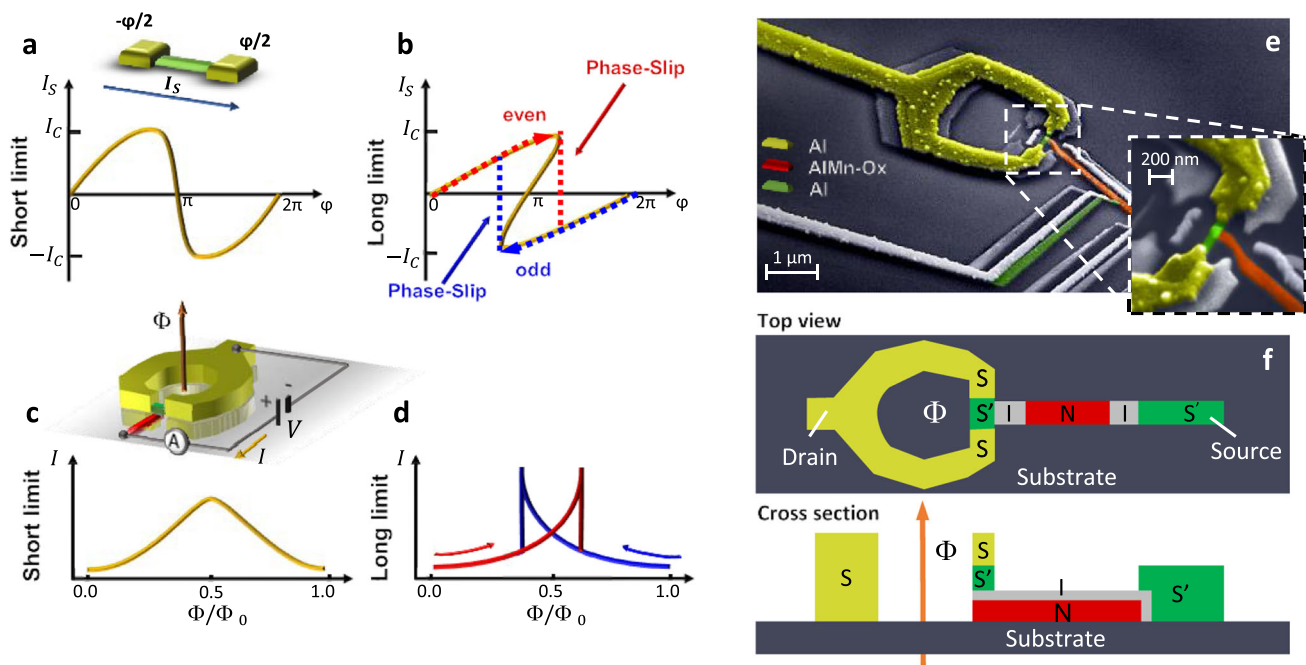 a
-φ/2
φ/2
I_S
I_S
I_C
−I_C
0
π
2π
φ
Short limit
b
I_S
I_C
−I_C
0
π
2π
φ
Long limit
Phase-Slip
even
odd
Phase-Slip
c
Φ
+
-
V
A
I
I
Short limit
0.0
0.5
1.0
Φ/Φ_0
d
I
Long limit
0.0
0.5
1.0
Φ/Φ_0
e
Al
AlMn-Ox
Al
1 μm
200 nm
Top view
f
S
Φ
S'
I
N
I
S'
S
Drain
Source
Substrate
Cross section
Φ
S
S
S'
I
N
S'
Substrate